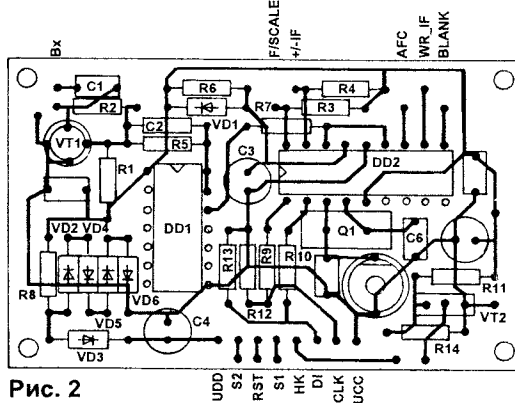 Вх
F/SCALE
+/-IF
AFC
WR_IF
BLANK
C1
R2
R6
R4
R3
VD1
R7
C2
R5
VT1
R1
C3
DD2
DD1
VD2
VD4
R8
VD6
VD5
VD3
C4
R13
R9
R10
R12
Q1
C6
R11
VT2
R14
UDD
S2
RST
S1
HK
DI
CLK
UCC
Рис. 2